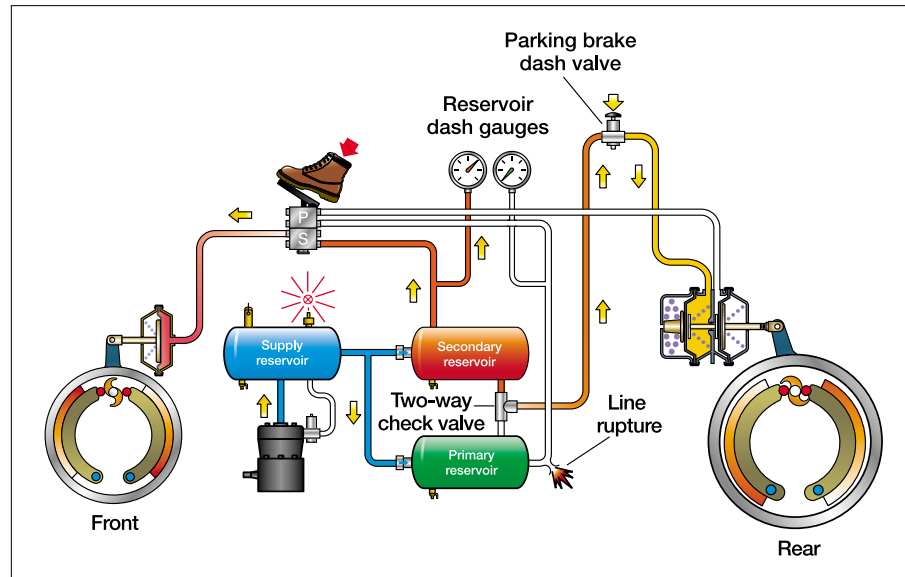 Parking brake
dash valve
Reservoir
dash gauges
P
S
Supply
reservoir
Secondary
reservoir
Two-way
check valve
Line
rupture
Primary
reservoir
Front
Rear